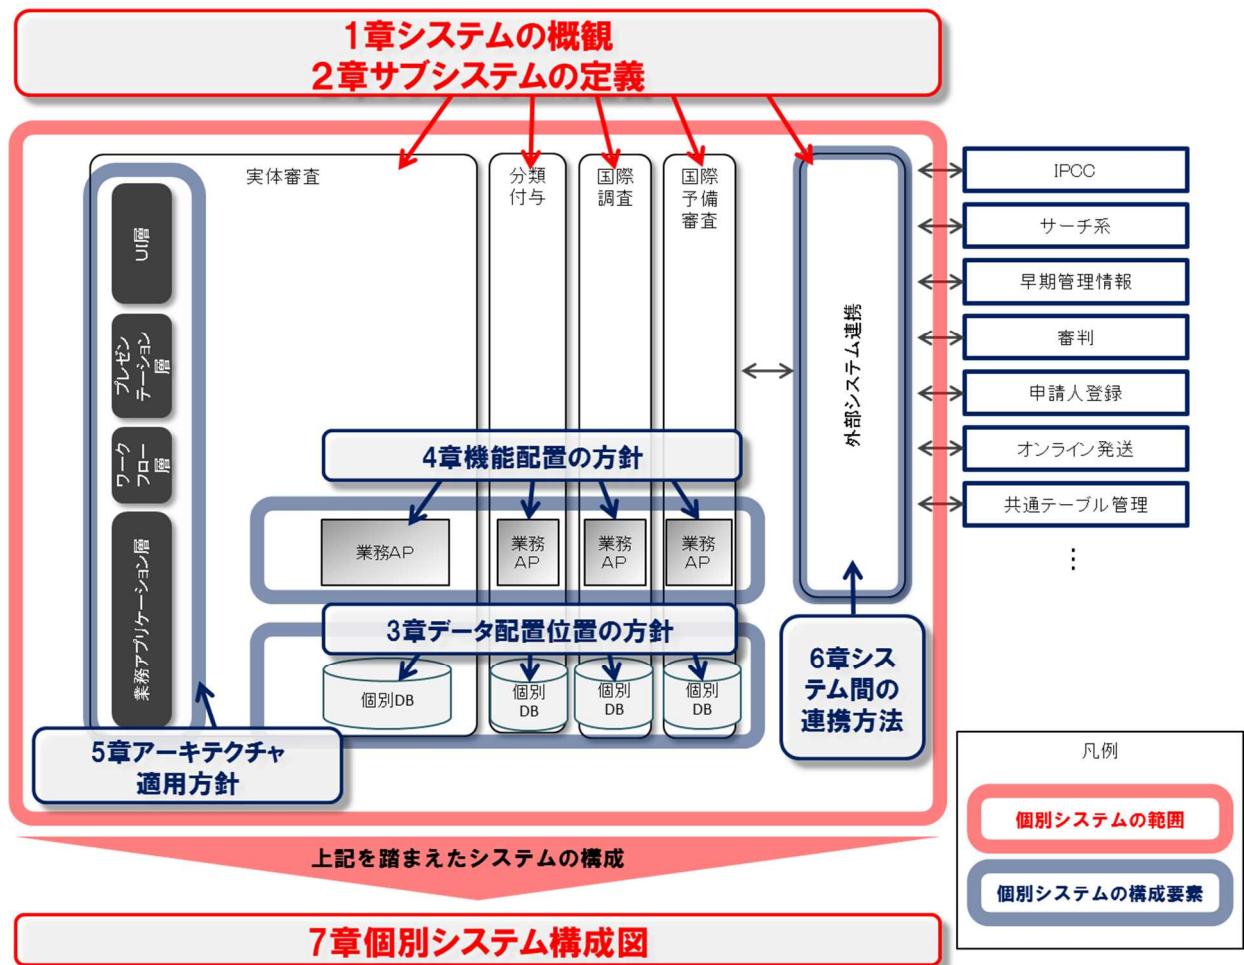 1章システムの概観
2章サブシステムの定義
実体審査
分類
付与
国際
調査
国際
予備
審査
UI層
プレゼン
テーション
層
ワーク
フロー
層
業務アプリケーション層
外部システム連携
IPCC
サーチ系
早期管理情報
審判
申請人登録
オンライン発送
共通テーブル管理
⋮
4章機能配置の方針
業務AP
業務
AP
業務
AP
業務
AP
3章データ配置位置の方針
個別DB
個別
DB
個別
DB
個別
DB
5章アーキテクチャ
適用方針
6章シス
テム間の
連携方法
凡例
個別システムの範囲
個別システムの構成要素
上記を踏まえたシステムの構成
7章個別システム構成図